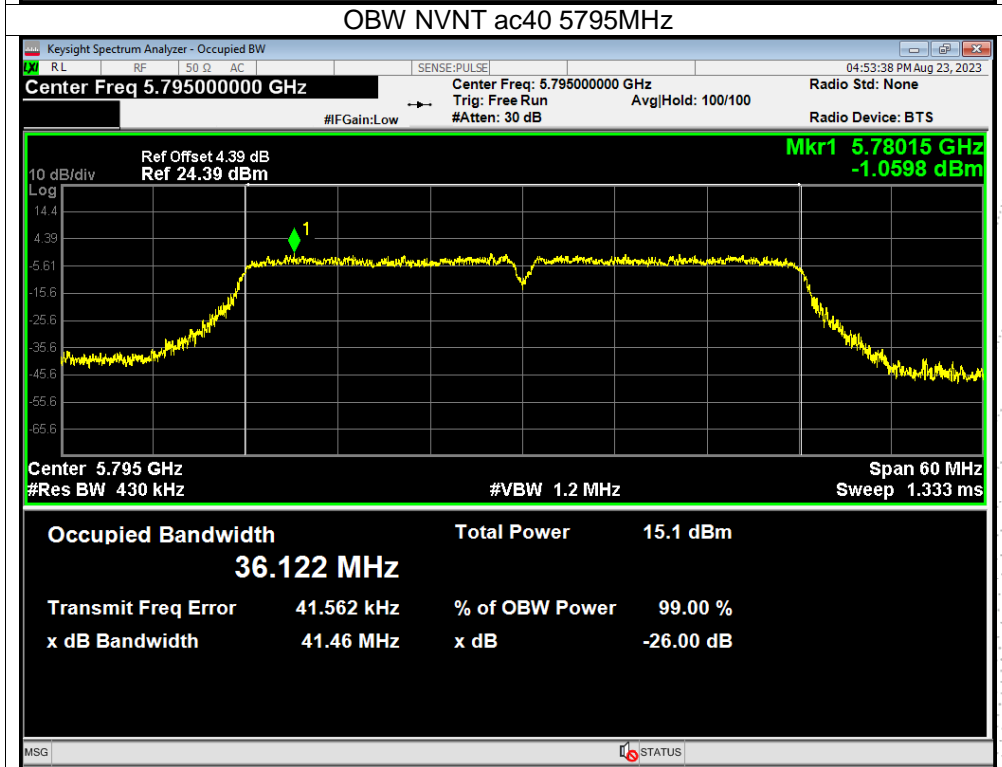 OBW NVNT ac40 5795MHz
Keysight Spectrum Analyzer - Occupied BW
LXI RL RF 50 Ω AC SENSE:PULSE 04:53:38 PM Aug 23, 2023
Center Freq 5.795000000 GHz Center Freq: 5.795000000 GHz Radio Std: None
Trig: Free Run Avg|Hold: 100/100
#IFGain:Low #Atten: 30 dB Radio Device: BTS
Mkr1 5.78015 GHz
Ref Offset 4.39 dB
10 dB/div Ref 24.39 dBm -1.0598 dBm
Log
14.4
1
4.39
-5.61
-15.6
-25.6
-35.6
-45.6
-55.6
-65.6
Center 5.795 GHz Span 60 MHz
#Res BW 430 kHz #VBW 1.2 MHz Sweep 1.333 ms
Occupied Bandwidth Total Power 15.1 dBm
36.122 MHz
Transmit Freq Error 41.562 kHz % of OBW Power 99.00 %
x dB Bandwidth 41.46 MHz x dB -26.00 dB
MSG STATUS